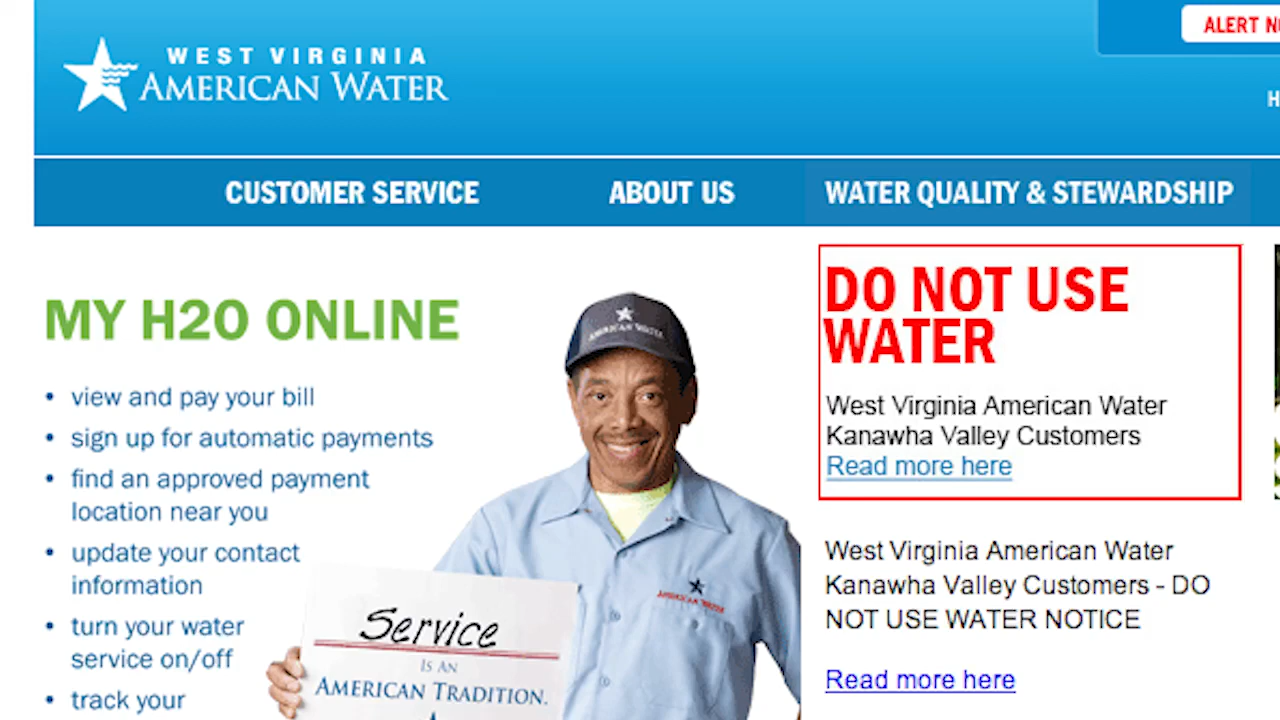 WEST VIRGINIA
AMERICAN WATER
ALERT
CUSTOMER SERVICE
ABOUT US
WATER QUALITY & STEWARDSHIP
MY H2O ONLINE
• view and pay your bill
• sign up for automatic payments
• find an approved payment
location near you
• update your contact
information
• turn your water
service on/off
• track your
AMERICAN WATER
AMERICAN WATER
Service
IS AN
AMERICAN TRADITION.
DO NOT USE
WATER
West Virginia American Water
Kanawha Valley Customers
Read more here
West Virginia American Water
Kanawha Valley Customers - DO
NOT USE WATER NOTICE
Read more here